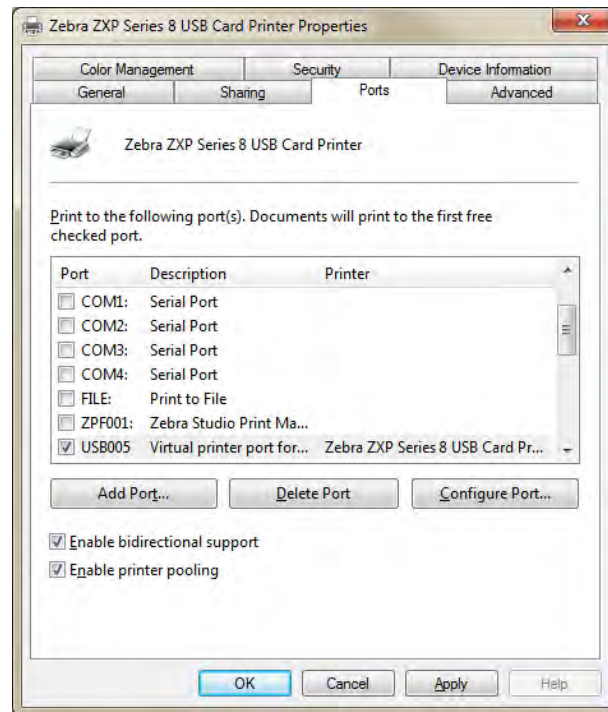 Zebra ZXP Series 8 USB Card Printer Properties
Color Management Security Device Information
General Sharing Ports Advanced
Zebra ZXP Series 8 USB Card Printer
Print to the following port(s). Documents will print to the first free
checked port.
Port Description Printer
COM1: Serial Port
COM2: Serial Port
COM3: Serial Port
COM4: Serial Port
FILE: Print to File
ZPF001: Zebra Studio Print Ma...
USB005 Virtual printer port for... Zebra ZXP Series 8 USB Card Pr...
Add Port... Delete Port Configure Port...
Enable bidirectional support
Enable printer pooling
OK Cancel Apply Help